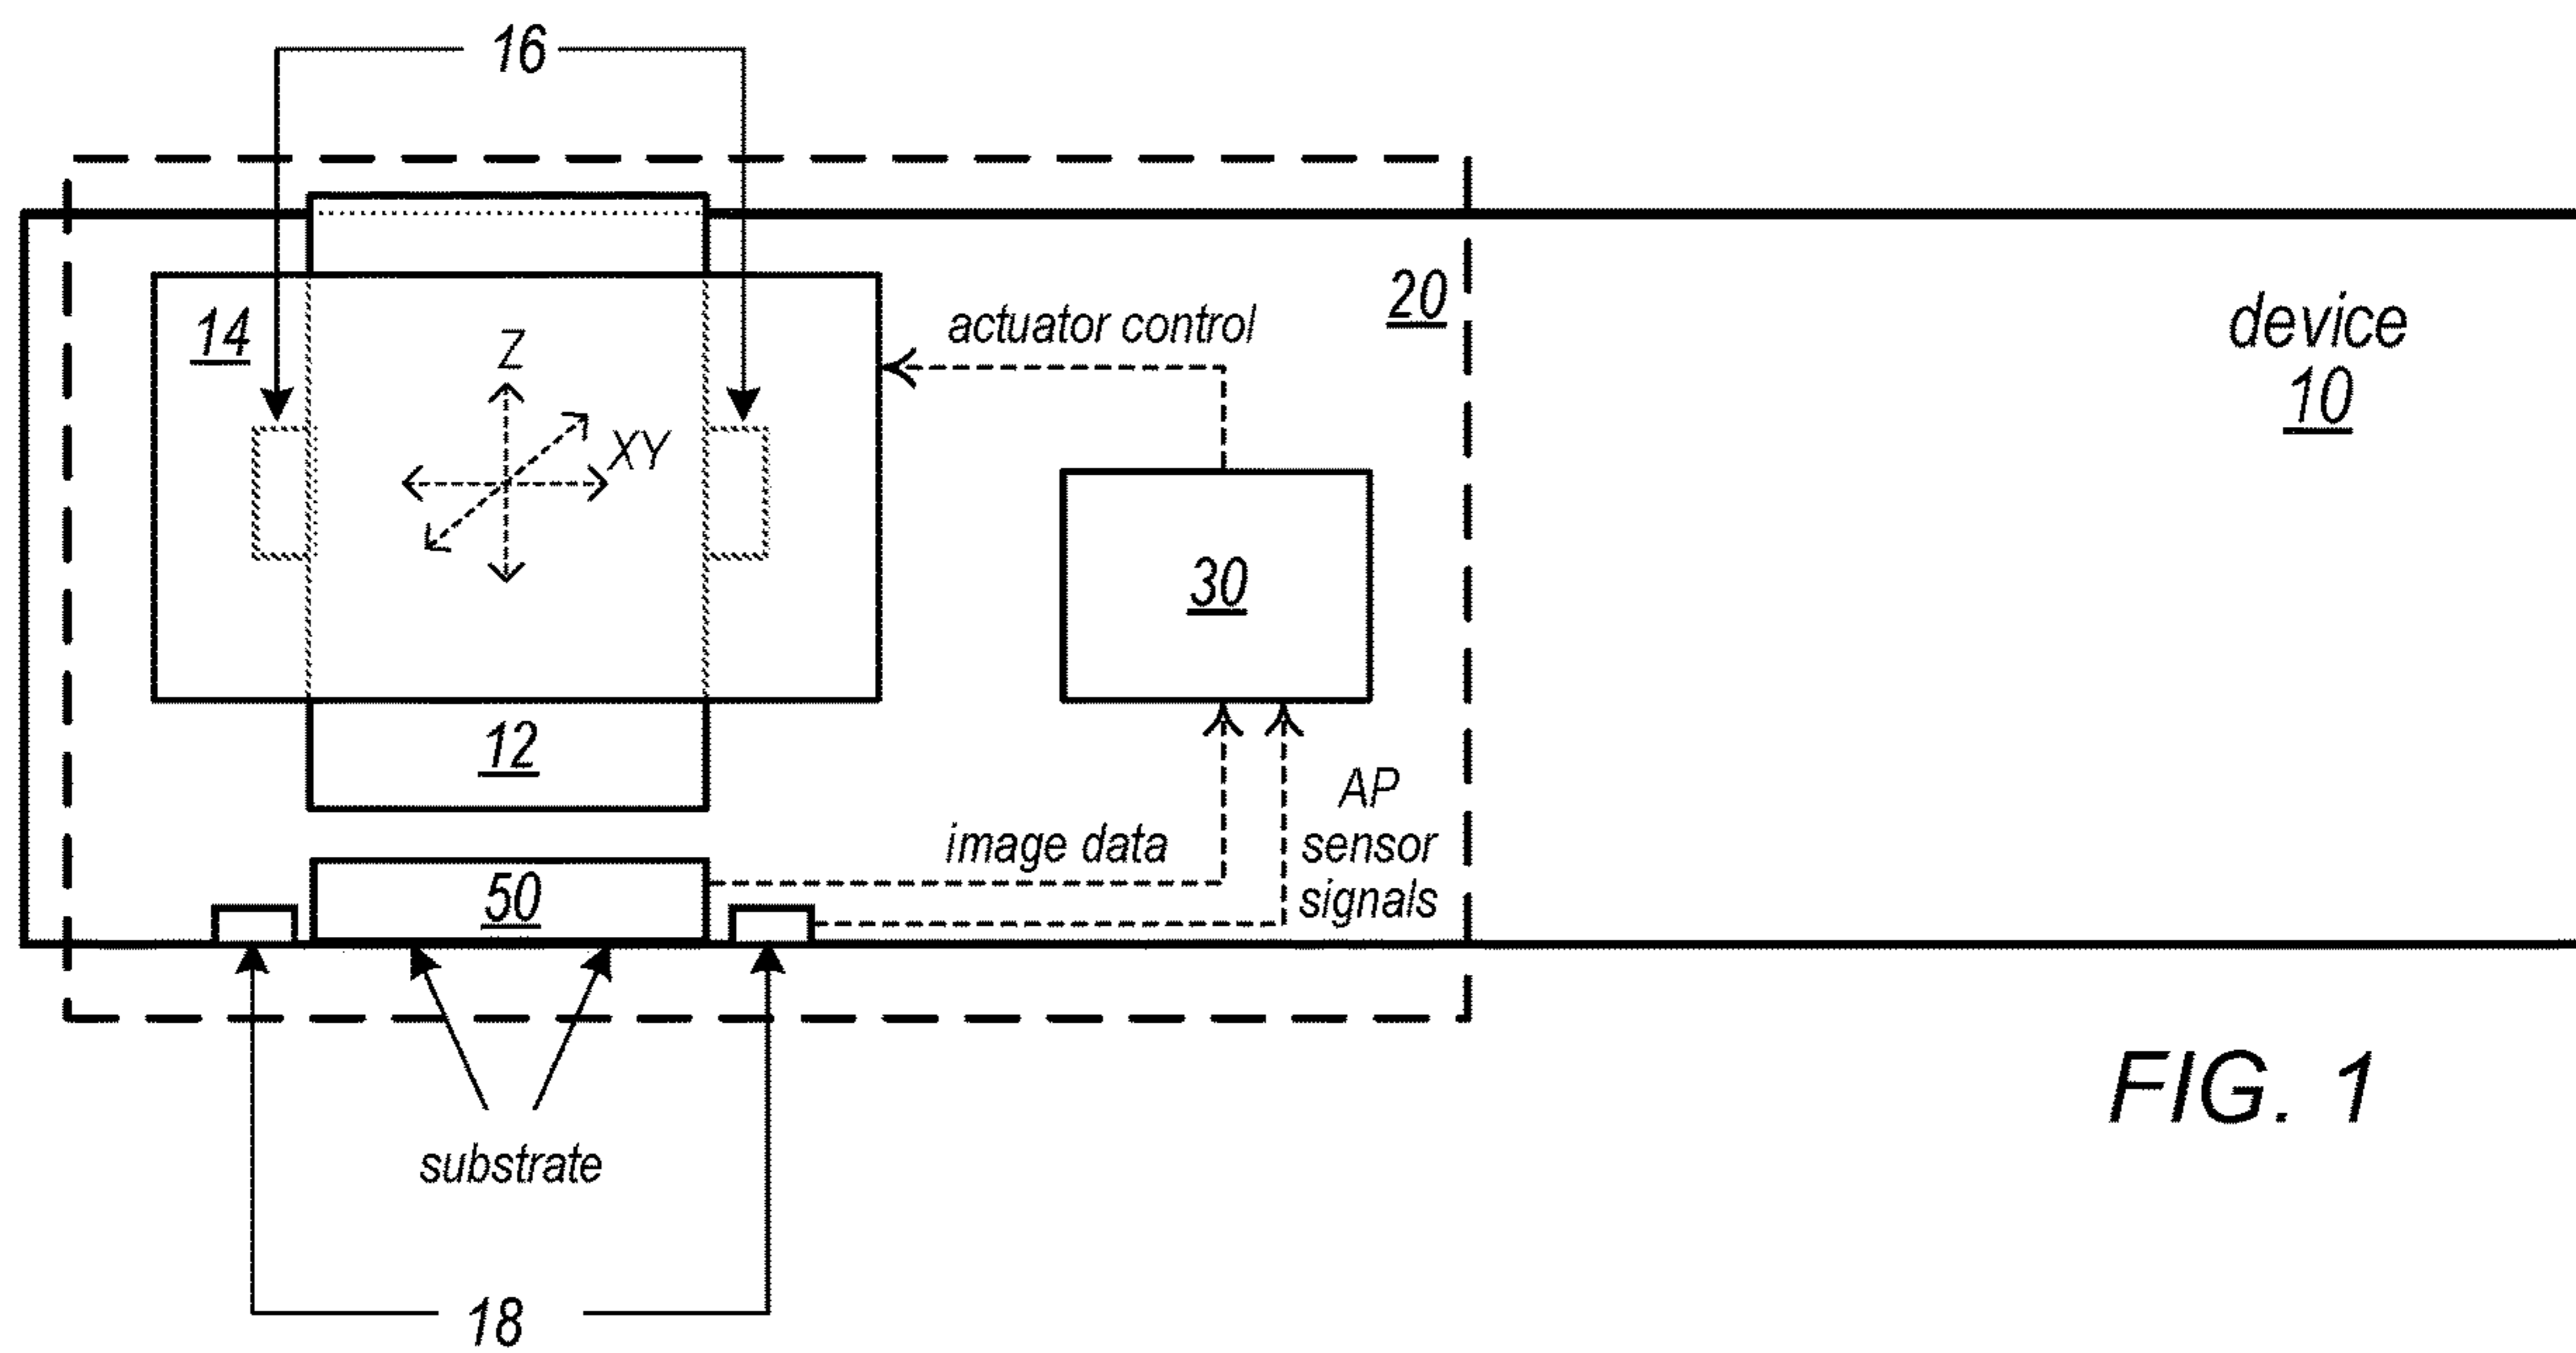 16
20
14
actuator control
device
10
Z
XY
30
12
AP
sensor
signals
image data
50
substrate
FIG. 1
18